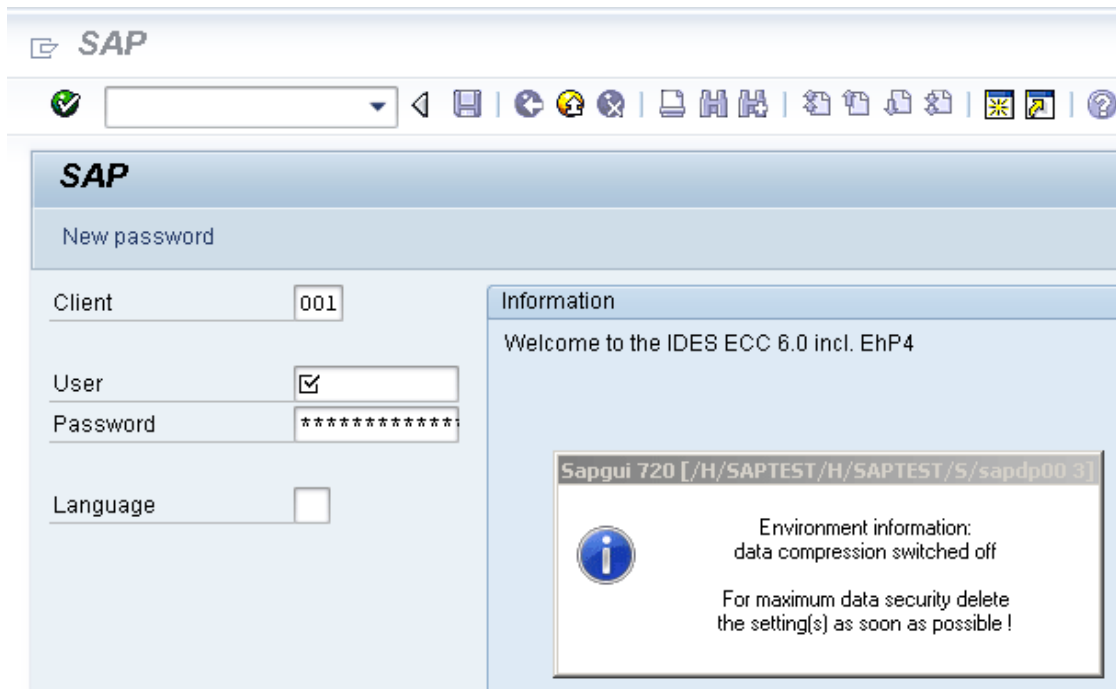 SAP
SAP
New password
Client 001
User
Password *************
Language
Information
Welcome to the IDES ECC 6.0 incl. EhP4
Sapgui 720 [/H/SAPTEST/H/SAPTEST/S/sapdp00 3]
Environment information:
data compression switched off
For maximum data security delete
the setting(s) as soon as possible !